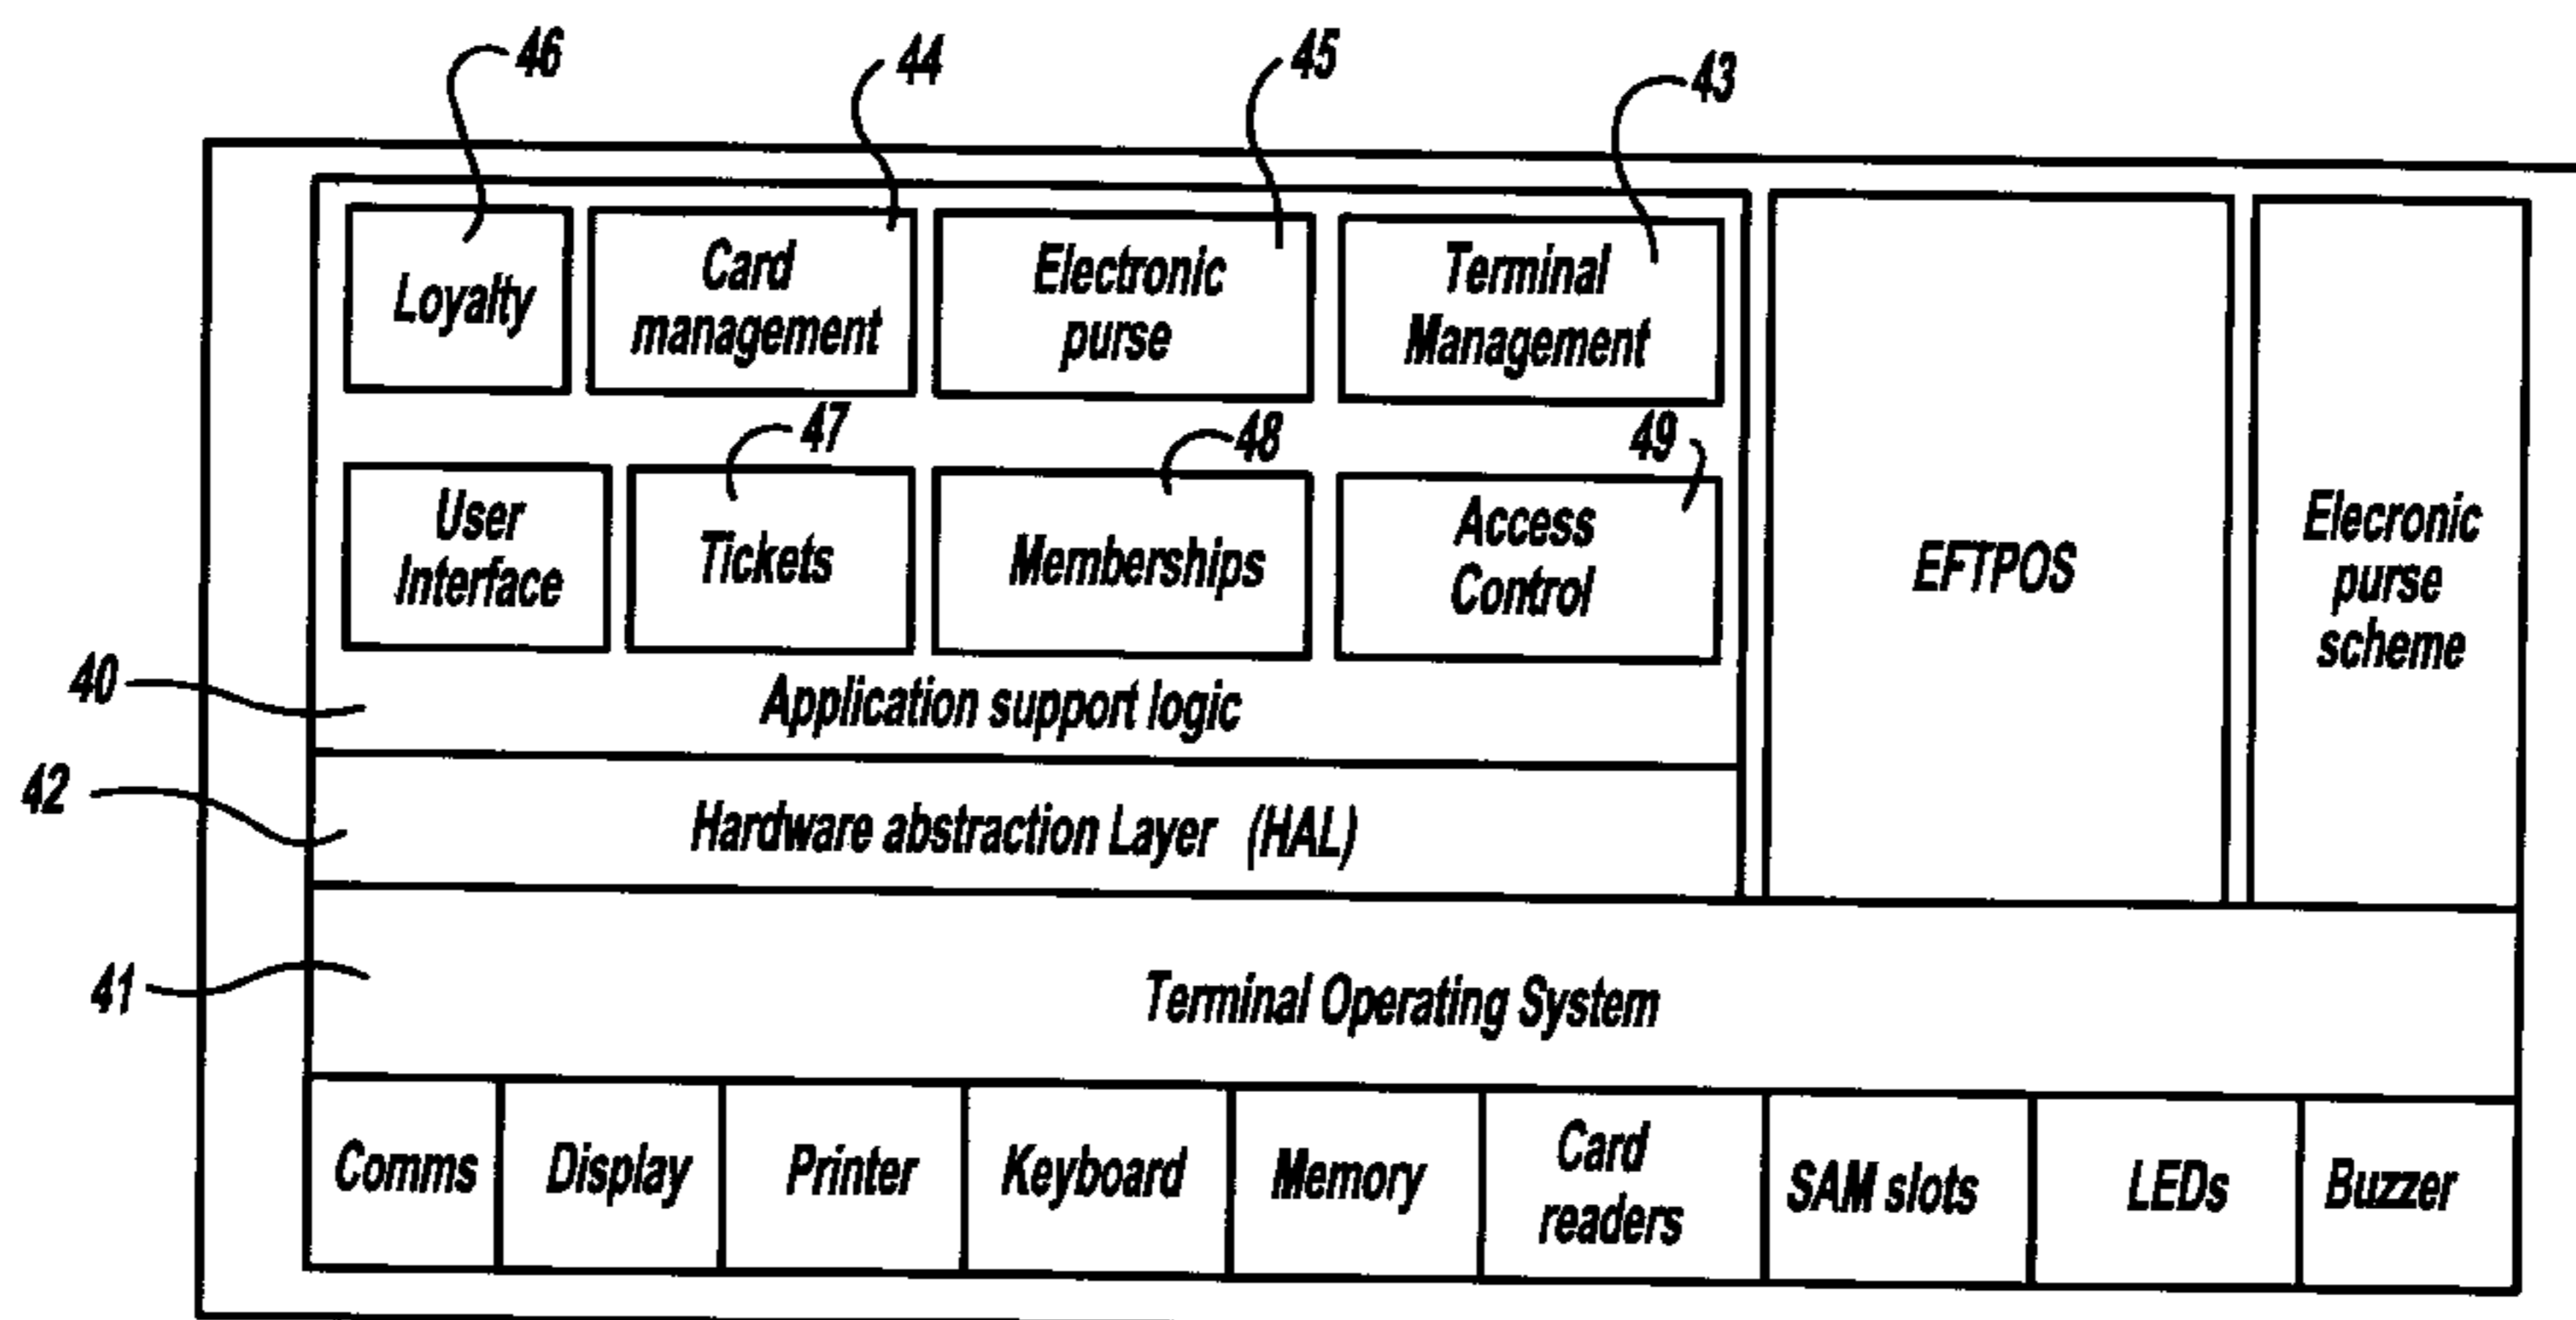 46
44
45
43
Loyalty
Card
management
Electronic
purse
Terminal
Management
47
48
49
User
Interface
Tickets
Memberships
Access
Control
EFTPOS
Elecronic
purse
scheme
40
Application support logic
42
Hardware abstraction Layer (HAL)
41
Terminal Operating System
Comms
Display
Printer
Keyboard
Memory
Card
readers
SAM slots
LEDs
Buzzer